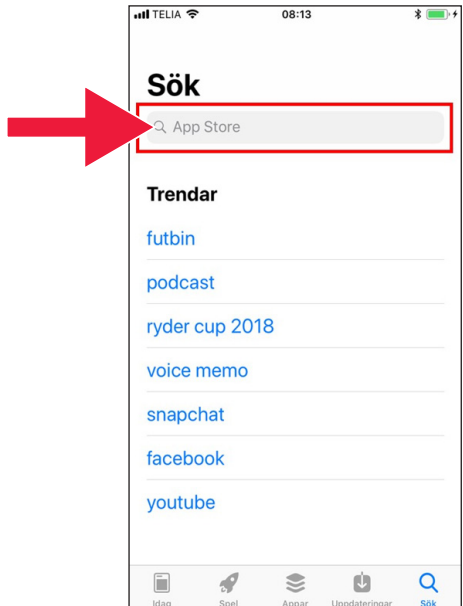 TELIA 08:13
Sök
App Store
Trendar
futbin
podcast
ryder cup 2018
voice memo
snapchat
facebook
youtube
Idag Spel Appar Uppdateringar Sök